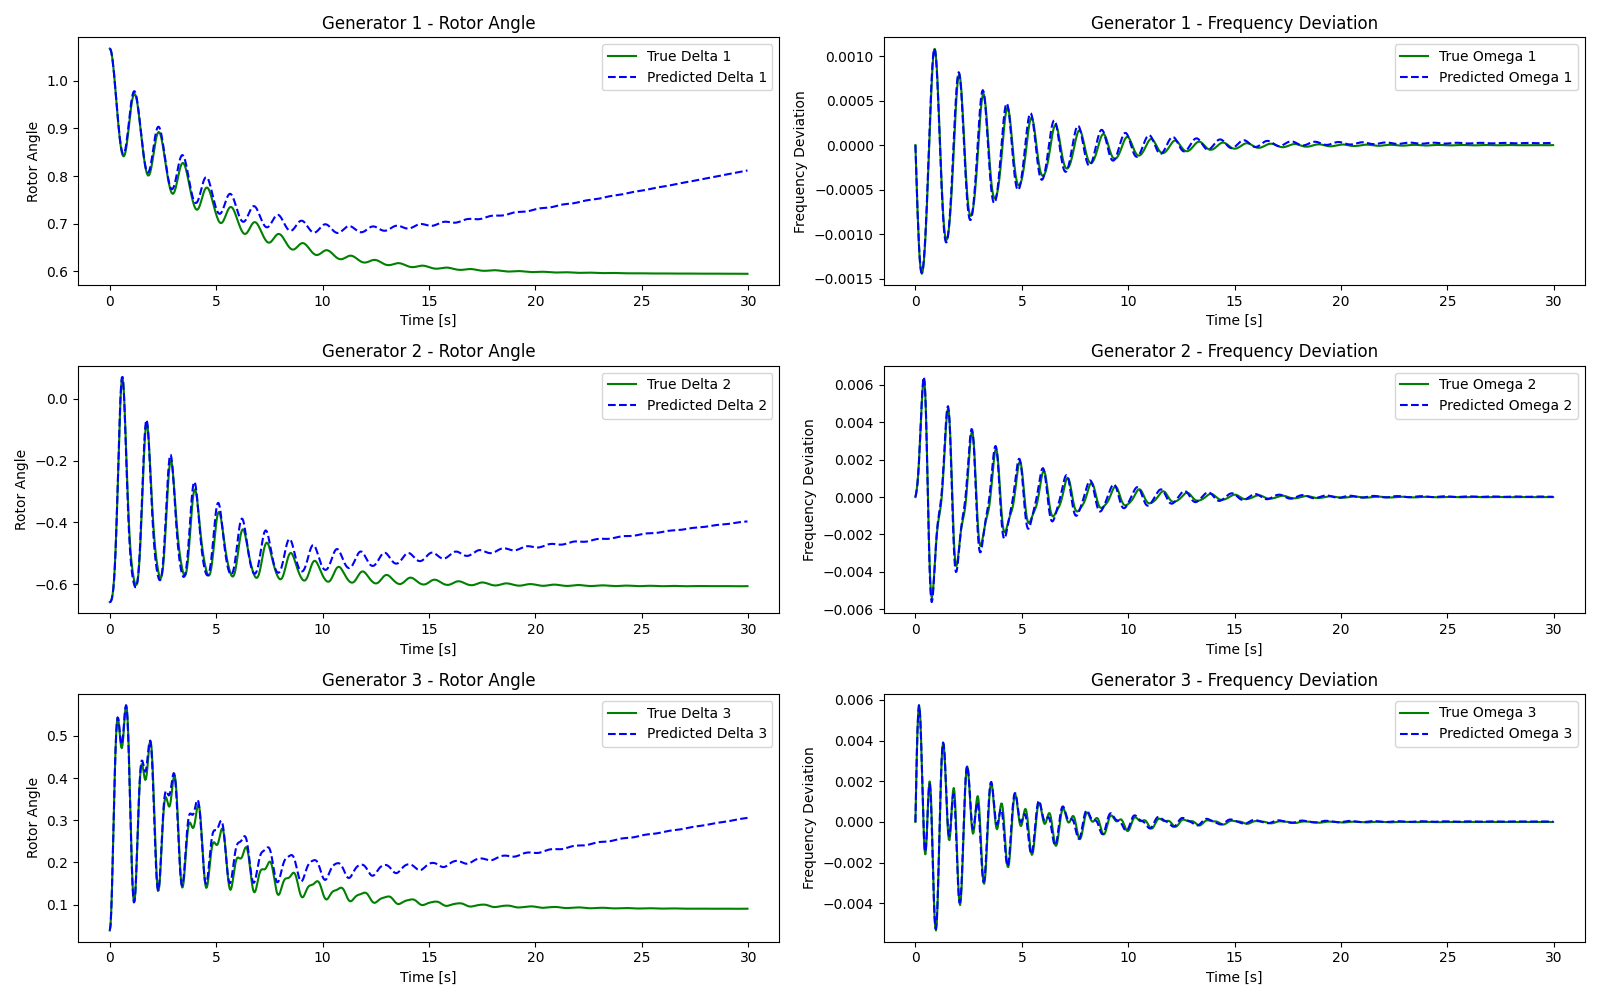 Generator 1 - Rotor Angle
Rotor Angle
1.0
0.9
0.8
0.7
0.6
True Delta 1
Predicted Delta 1
0 5 10 15 20 25 30
Time [s]
Generator 1 - Frequency Deviation
Frequency Deviation
0.0010
0.0005
0.0000
−0.0005
−0.0010
−0.0015
True Omega 1
Predicted Omega 1
0 5 10 15 20 25 30
Time [s]
Generator 2 - Rotor Angle
Rotor Angle
0.0
−0.2
−0.4
−0.6
True Delta 2
Predicted Delta 2
0 5 10 15 20 25 30
Time [s]
Generator 2 - Frequency Deviation
Frequency Deviation
0.006
0.004
0.002
0.000
−0.002
−0.004
−0.006
True Omega 2
Predicted Omega 2
0 5 10 15 20 25 30
Time [s]
Generator 3 - Rotor Angle
Rotor Angle
0.5
0.4
0.3
0.2
0.1
True Delta 3
Predicted Delta 3
0 5 10 15 20 25 30
Time [s]
Generator 3 - Frequency Deviation
Frequency Deviation
0.006
0.004
0.002
0.000
−0.002
−0.004
True Omega 3
Predicted Omega 3
0 5 10 15 20 25 30
Time [s]